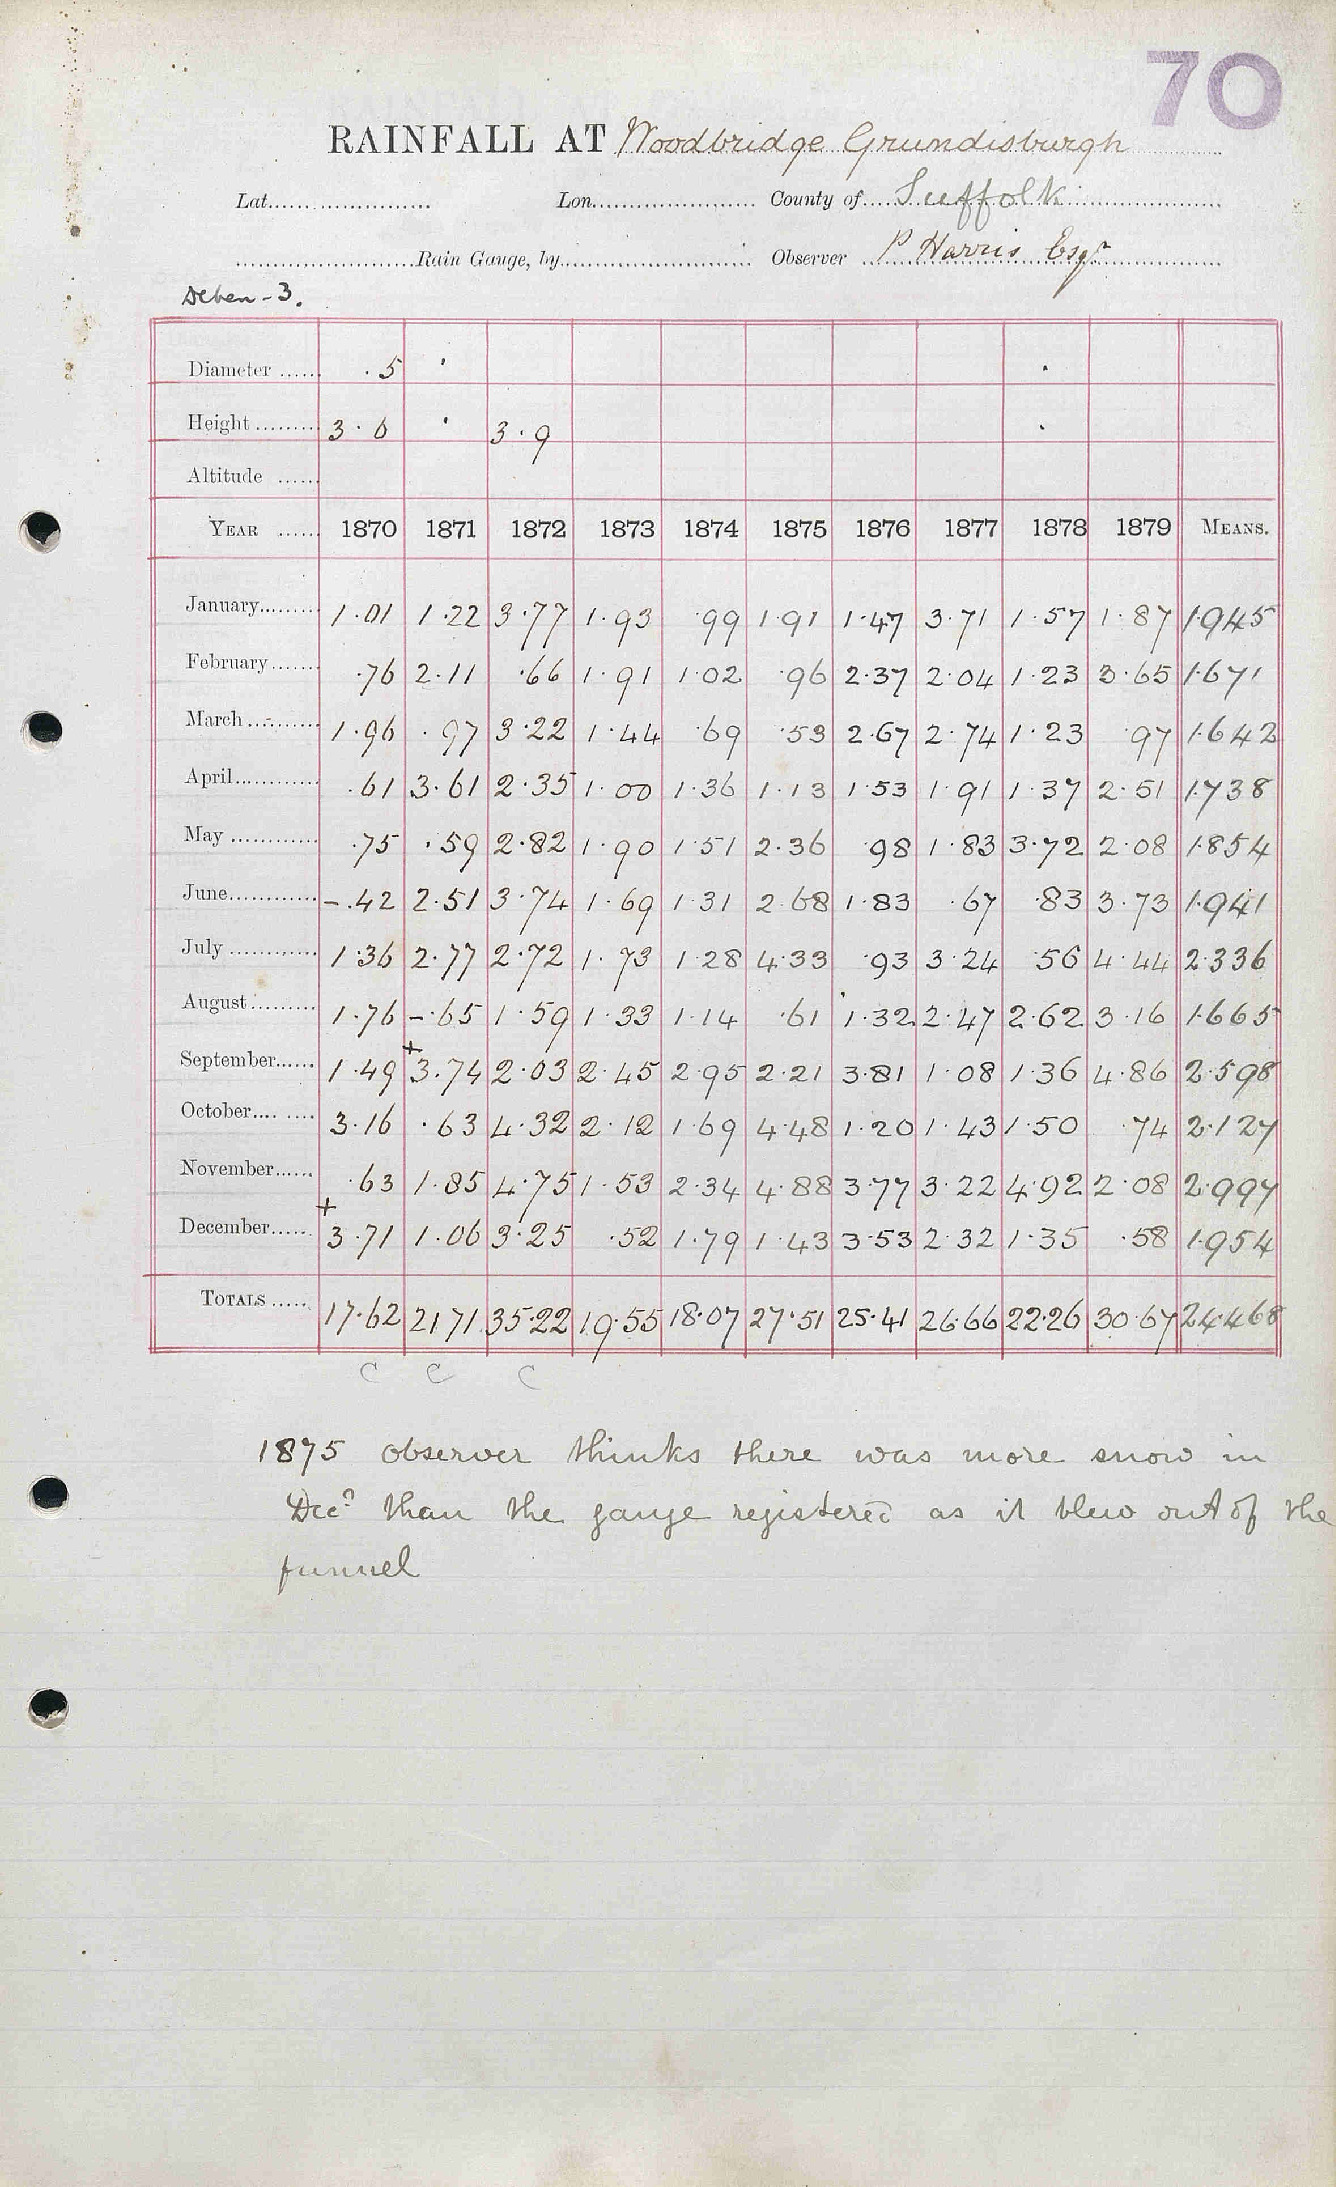 70
RAINFALL AT Woodbridge Grundisburgh
Lat. Lon. County of Suffolk
Rain Gauge, by Observer P Harris Esqr
Deben - 3.
Diameter .5 ·  ·
Height 3.6 · 3.9 ·
Altitude
YEAR 1870 1871 1872 1873 1874 1875 1876 1877 1878 1879 MEANS.
January 1.01 1.22 3.77 1.93 .99 1.91 1.47 3.71 1.57 1.87 1.945
February .76 2.11 .66 1.91 1.02 .96 2.37 2.04 1.23 3.65 1.671
March 1.96 .97 3.22 1.44 .69 .53 2.67 2.74 1.23 .97 1.642
April .61 3.61 2.35 1.00 1.36 1.13 1.53 1.91 1.37 2.51 1.738
May .75 .59 2.82 1.90 1.51 2.36 .98 1.83 3.72 2.08 1.854
June -.42 2.51 3.74 1.69 1.31 2.68 1.83 .67 .83 3.73 1.941
July 1.36 2.77 2.72 1.73 1.28 4.33 .93 3.24 .56 4.44 2.336
August 1.76 -.65 1.59 1.33 1.14 .61 1.32 2.47 2.62 3.16 1.665
September 1.49 +3.74 2.03 2.45 2.95 2.21 3.81 1.08 1.36 4.86 2.598
October 3.16 .63 4.32 2.12 1.69 4.48 1.20 1.43 1.50 .74 2.127
November .63 1.85 4.75 1.53 2.34 4.88 3.77 3.22 4.92 2.08 2.997
December +3.71 1.06 3.25 .52 1.79 1.43 3.53 2.32 1.35 .58 1.954
TOTALS 17.62 21 71 35.22 19.55 18.07 27.51 25.41 26.66 22.26 30.67 24.468
C C C
1875 observer thinks there was more snow in
Decr than the gauge registered as it blew out of the
funnel